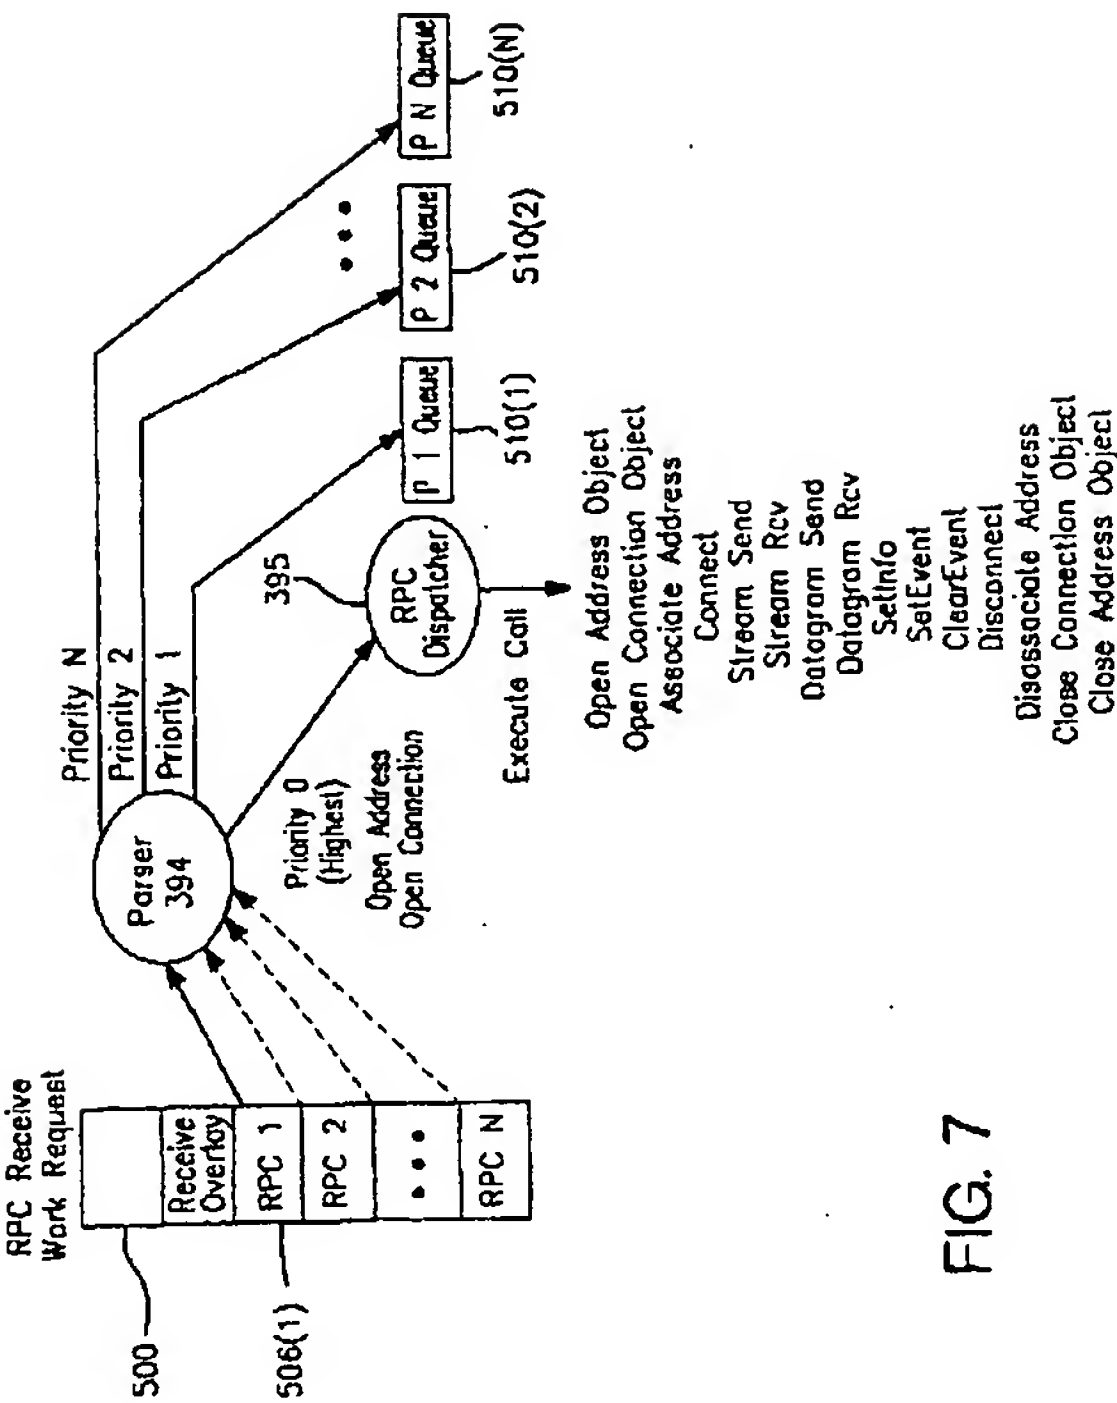 RPC Receive
Work Request
Receive
Overlay
RPC 1
RPC 2
RPC N
500
506(1)
Parser
394
Priority N
Priority 2
Priority 1
Priority 0
(Highest)
Open Address
Open Connection
395
RPC
Dispatcher
P 1 Queue
510(1)
P 2 Queue
510(2)
P N Queue
510(N)
Execute Call
Open Address Object
Open Connection Object
Associate Address
Connect
Stream Send
Stream Rcv
Datagram Send
Datagram Rcv
SetInfo
SetEvent
ClearEvent
Disconnect
Disassociate Address
Close Connection Object
Close Address Object
FIG. 7